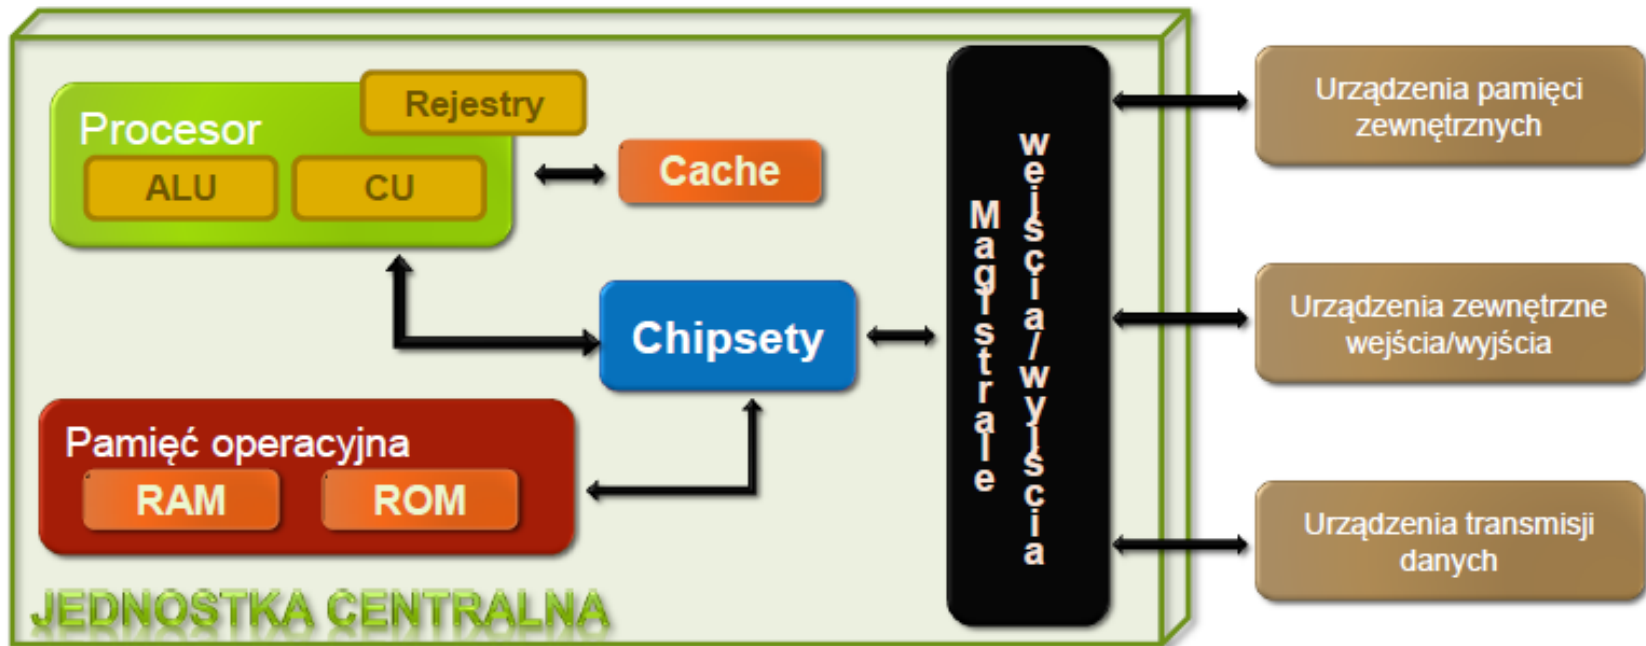 Rejestry
Procesor
ALU
CU
Cache
Chipsety
Pamięć operacyjna
RAM
ROM
JEDNOSTKA CENTRALNA
Magistrale
wejścia/wyjścia
Urządzenia pamięci
zewnętrznych
Urządzenia zewnętrzne
wejścia/wyjścia
Urządzenia transmisji
danych